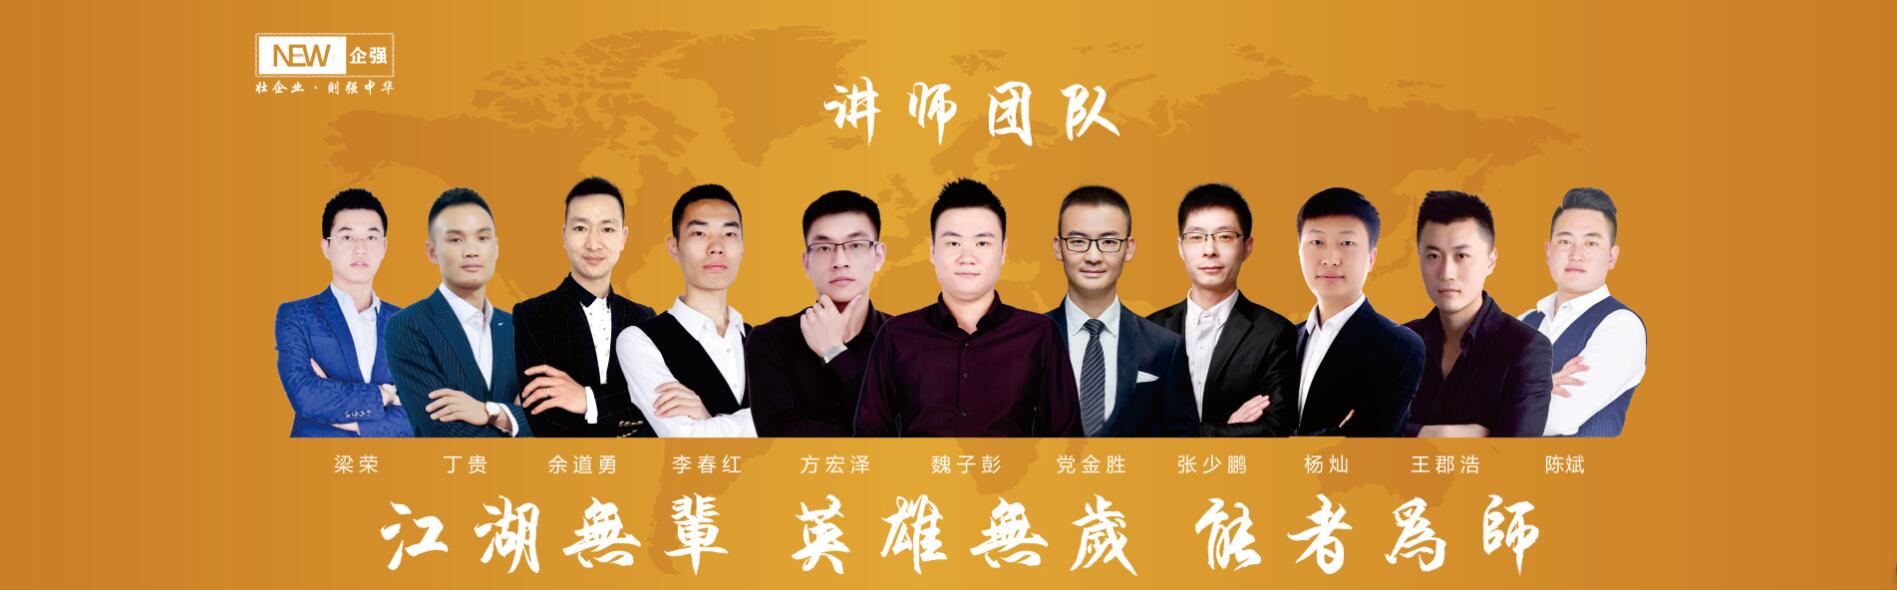 NEW 企强
壮企业·则强中华
讲师团队
梁荣 丁贵 余道勇 李春红 方宏泽 魏子彭 党金胜 张少鹏 杨灿 王郡浩 陈斌
江湖無輩 英雄無歲 能者爲師